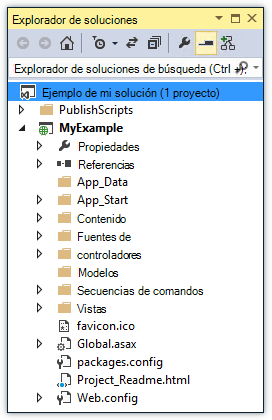 Explorador de soluciones
Explorador de soluciones de búsqueda (Ctrl +;)
Ejemplo de mi solución (1 proyecto)
PublishScripts
MyExample
Propiedades
Referencias
App_Data
App_Start
Contenido
Fuentes de
controladores
Modelos
Secuencias de comandos
Vistas
favicon.ico
Global.asax
packages.config
Project_Readme.html
Web.config